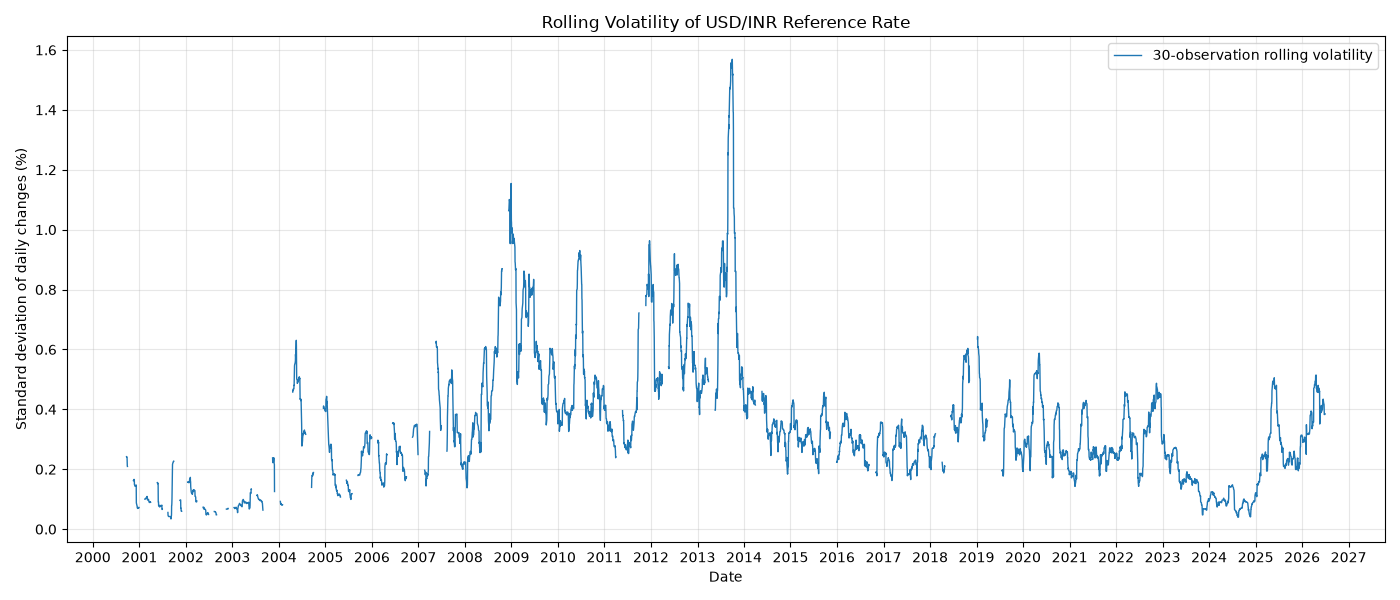 Rolling Volatility of USD/INR Reference Rate
30-observation rolling volatility
Standard deviation of daily changes (%)
1.6
1.4
1.2
1.0
0.8
0.6
0.4
0.2
0.0
2000 2001 2002 2003 2004 2005 2006 2007 2008 2009 2010 2011 2012 2013 2014 2015 2016 2017 2018 2019 2020 2021 2022 2023 2024 2025 2026 2027
Date